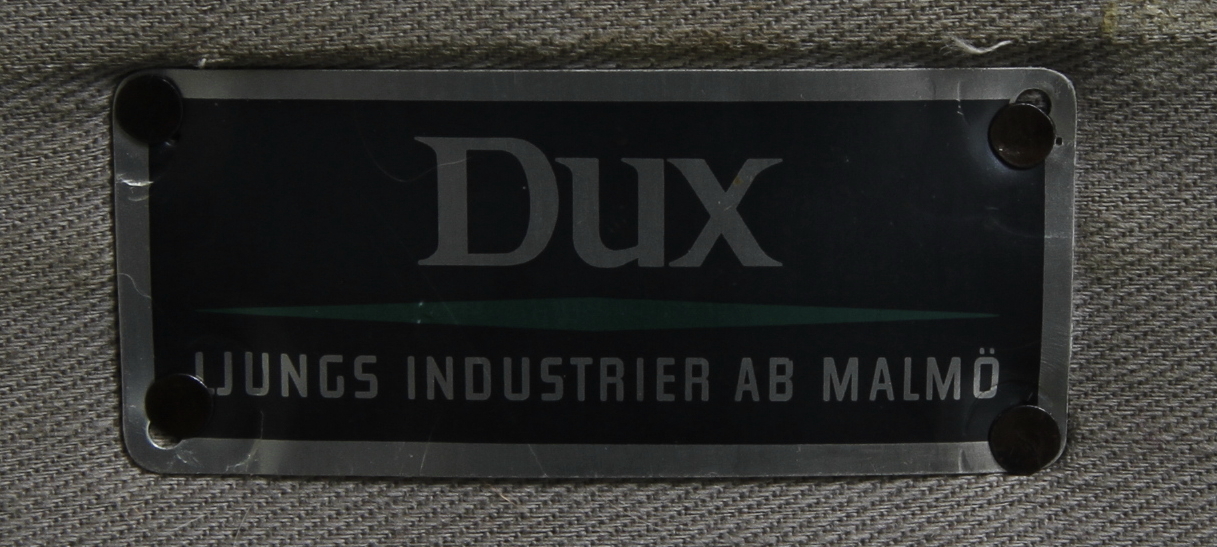 Dux
LJUNGS INDUSTRIER AB MALMÖ